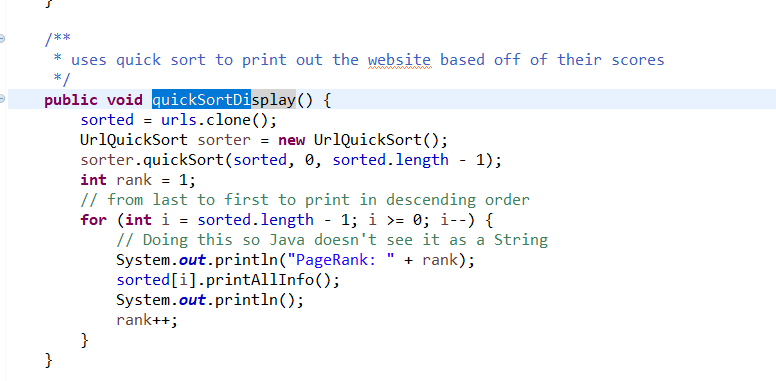 }
/**
* uses quick sort to print out the website based off of their scores
*/
public void quickSortDisplay() {
sorted = urls.clone();
UrlQuickSort sorter = new UrlQuickSort();
sorter.quickSort(sorted, 0, sorted.length - 1);
int rank = 1;
// from last to first to print in descending order
for (int i = sorted.length - 1; i >= 0; i--) {
// Doing this so Java doesn't see it as a String
System.out.println("PageRank: " + rank);
sorted[i].printAllInfo();
System.out.println();
rank++;
}
}